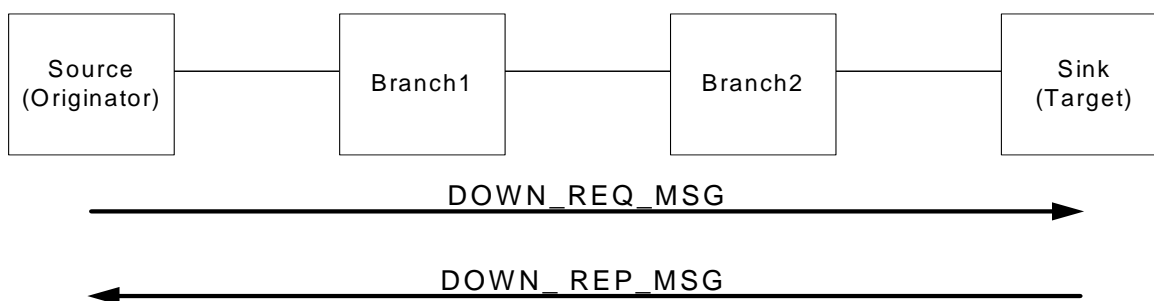 Source
(Originator)
Branch1
Branch2
Sink
(Target)
DOWN_REQ_MSG
DOWN_ REP_MSG